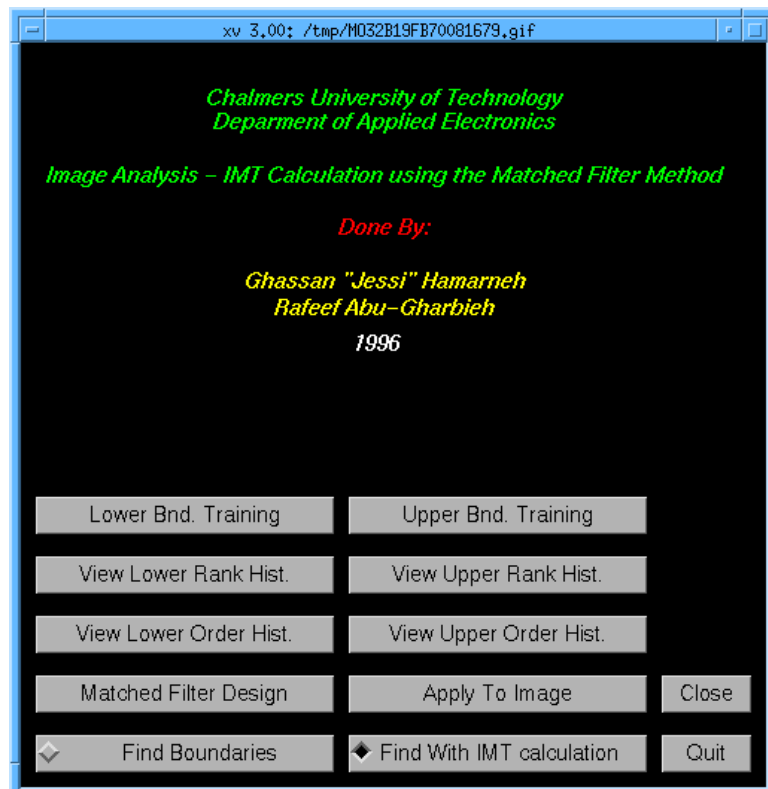 xv 3.00: /tmp/M032B19FB70081679.gif
Chalmers University of Technology
Deparment of Applied Electronics
Image Analysis – IMT Calculation using the Matched Filter Method
Done By:
Ghassan "Jessi" Hamarneh
Rafeef Abu–Gharbieh
1996
Lower Bnd. Training
Upper Bnd. Training
View Lower Rank Hist.
View Upper Rank Hist.
View Lower Order Hist.
View Upper Order Hist.
Matched Filter Design
Apply To Image
Close
Find Boundaries
Find With IMT calculation
Quit